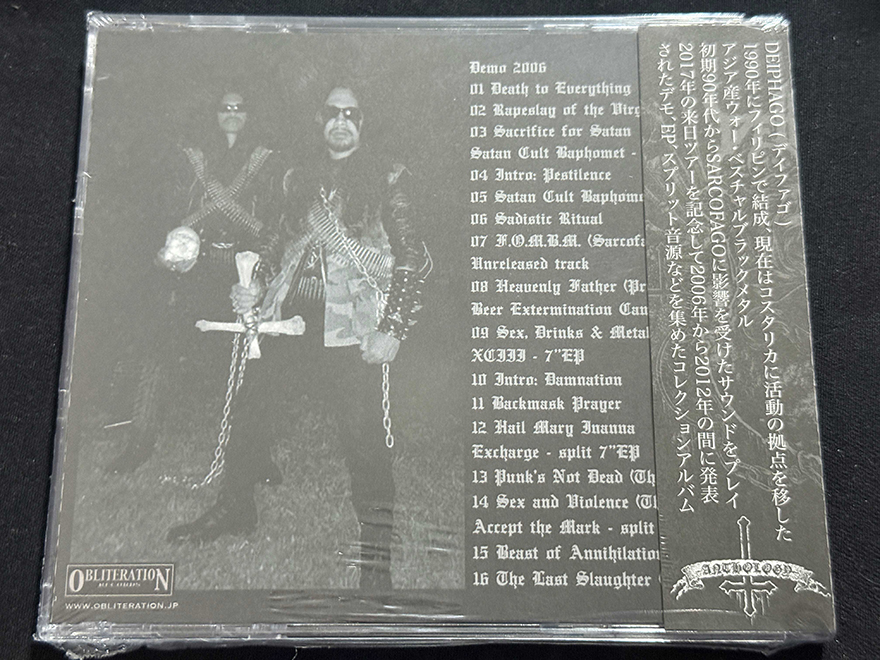 Demo 2006
01 Death to Everything
02 Rapeslay of the Virg
03 Sacrifice for Satan
Satan Cult Baphomet -
04 Intro: Pestilence
05 Satan Cult Baphome
06 Sadistic Ritual
07 F.O.M.B.M. (Sarcofa
Unreleased track
08 Heavenly Father (Pr
Beer Extermination Can
09 Sex, Drinks & Metal
XCIII - 7"EP
10 Intro: Damnation
11 Backmask Prayer
12 Hail Mary Inanna
Excharge - split 7"EP
13 Punk's Not Dead (Th
14 Sex and Violence (Th
Accept the Mark - split
15 Beast of Annihilation
16 The Last Slaughter
DEIPHAGO ( デイファゴ )
1990年にフィリピンで結成、現在はコスタリカに活動の拠点を移した
アジア産ウォー・ベスチャルブラックメタル
初期90年代からSARCOFAGOに影響を受けたサウンドをプレイ
2017年の来日ツアーを記念して2006年から2012年の間に発表
されたデモ、EP、スプリット音源などを集めたコレクションアルバム
ANTHOLOGY
OBLITERATION
WWW.OBLITERATION.JP